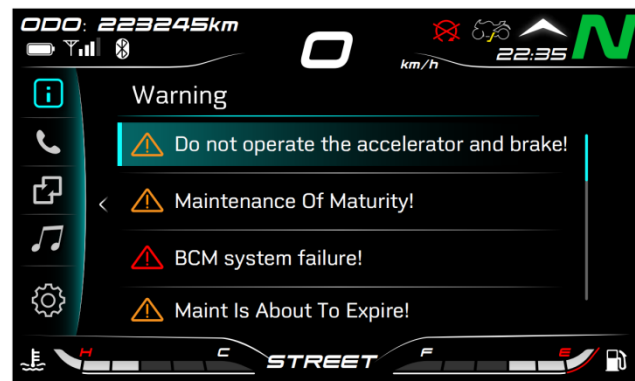 ODO: 223245km
0
km/h
22:35
N
Warning
Do not operate the accelerator and brake!
Maintenance Of Maturity!
BCM system failure!
Maint Is About To Expire!
H
C
STREET
F
E